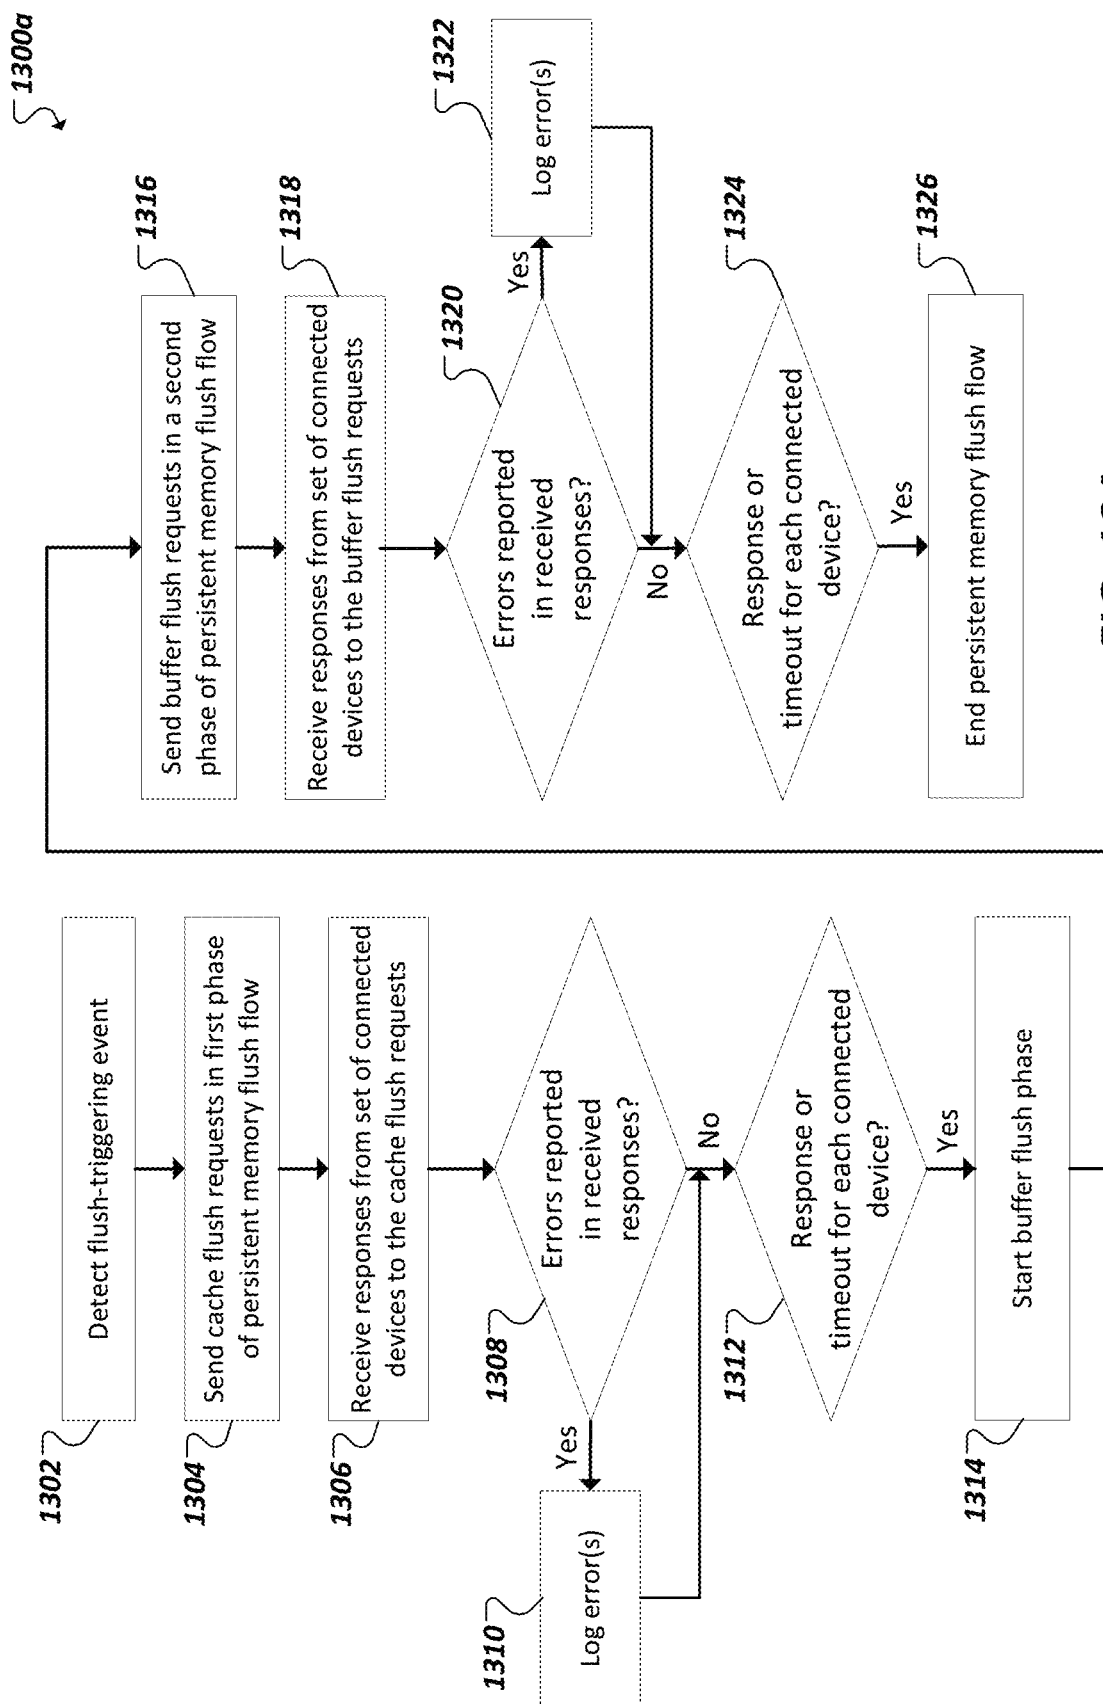 1300a
1302
Detect flush-triggering event
1304
Send cache flush requests in first phase
of persistent memory flush flow
1306
Receive responses from set of connected
devices to the cache flush requests
1308
Errors reported
in received
responses?
Yes
No
1310
Log error(s)
1312
Response or
timeout for each connected
device?
Yes
1314
Start buffer flush phase
1316
Send buffer flush requests in a second
phase of persistent memory flush flow
1318
Receive responses from set of connected
devices to the buffer flush requests
1320
Errors reported
in received
responses?
Yes
No
1322
Log error(s)
1324
Response or
timeout for each connected
device?
Yes
1326
End persistent memory flush flow